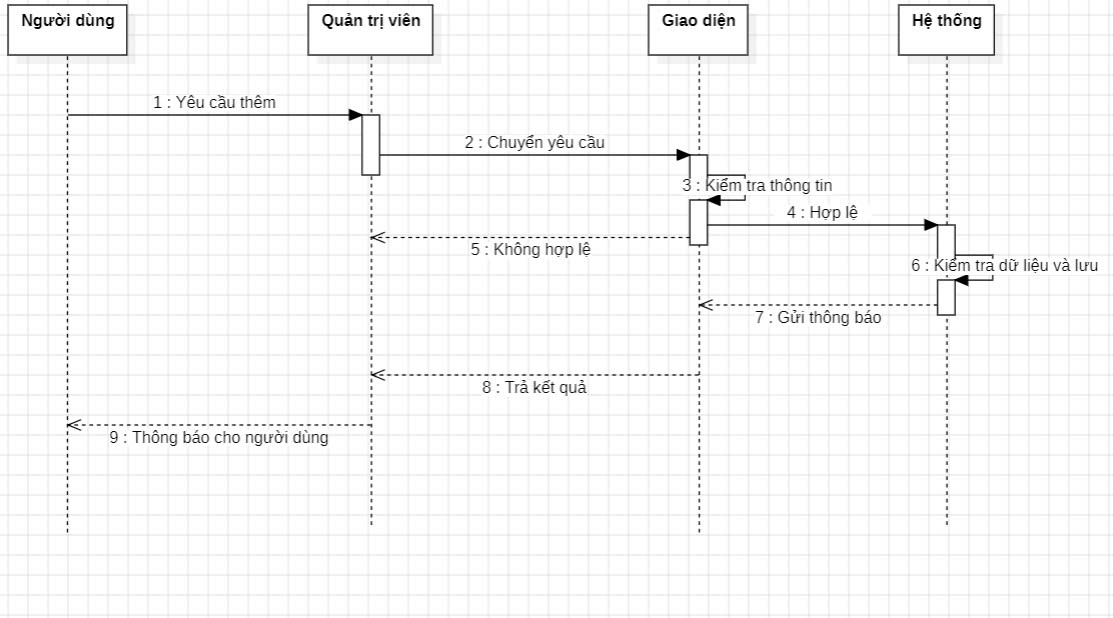 Người dùng
Quản trị viên
Giao diện
Hệ thống
1 : Yêu cầu thêm
2 : Chuyển yêu cầu
3 : Kiểm tra thông tin
4 : Hợp lệ
5 : Không hợp lệ
6 : Kiểm tra dữ liệu và lưu
7 : Gửi thông báo
8 : Trả kết quả
9 : Thông báo cho người dùng